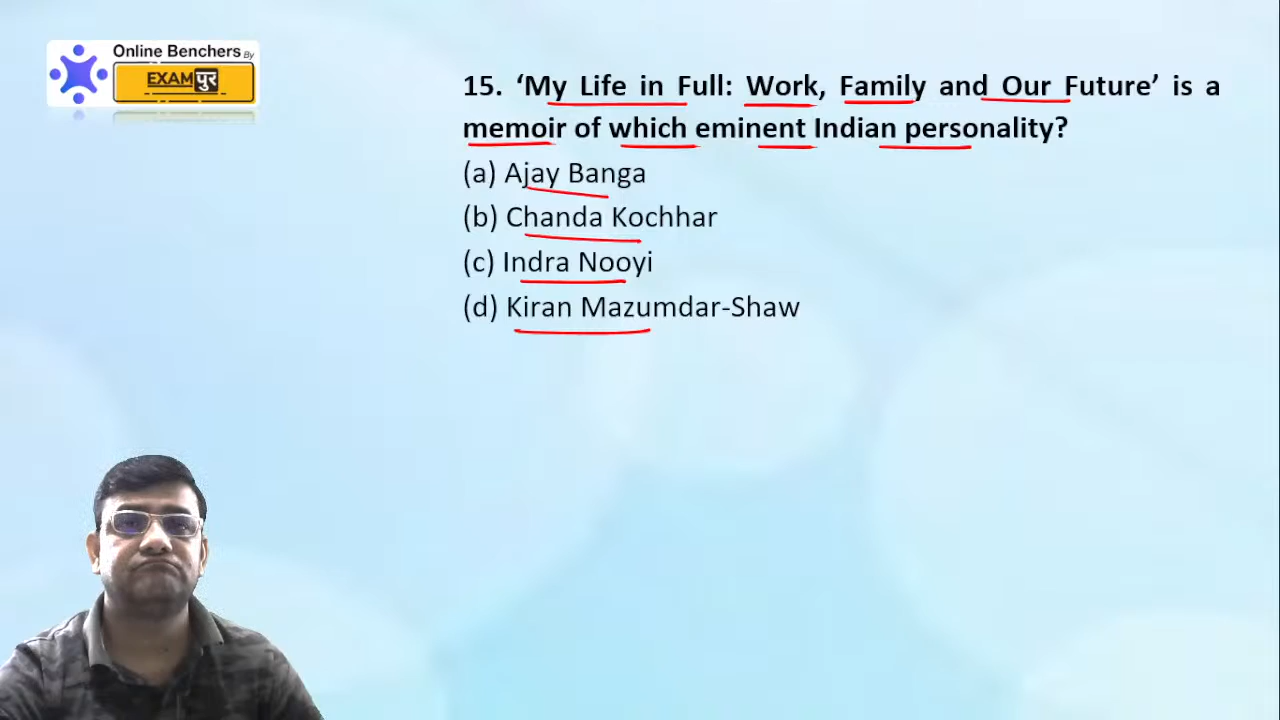 Online Benchers By
EXAMपुर
15. ‘My Life in Full: Work, Family and Our Future’ is a
memoir of which eminent Indian personality?
(a) Ajay Banga
(b) Chanda Kochhar
(c) Indra Nooyi
(d) Kiran Mazumdar-Shaw